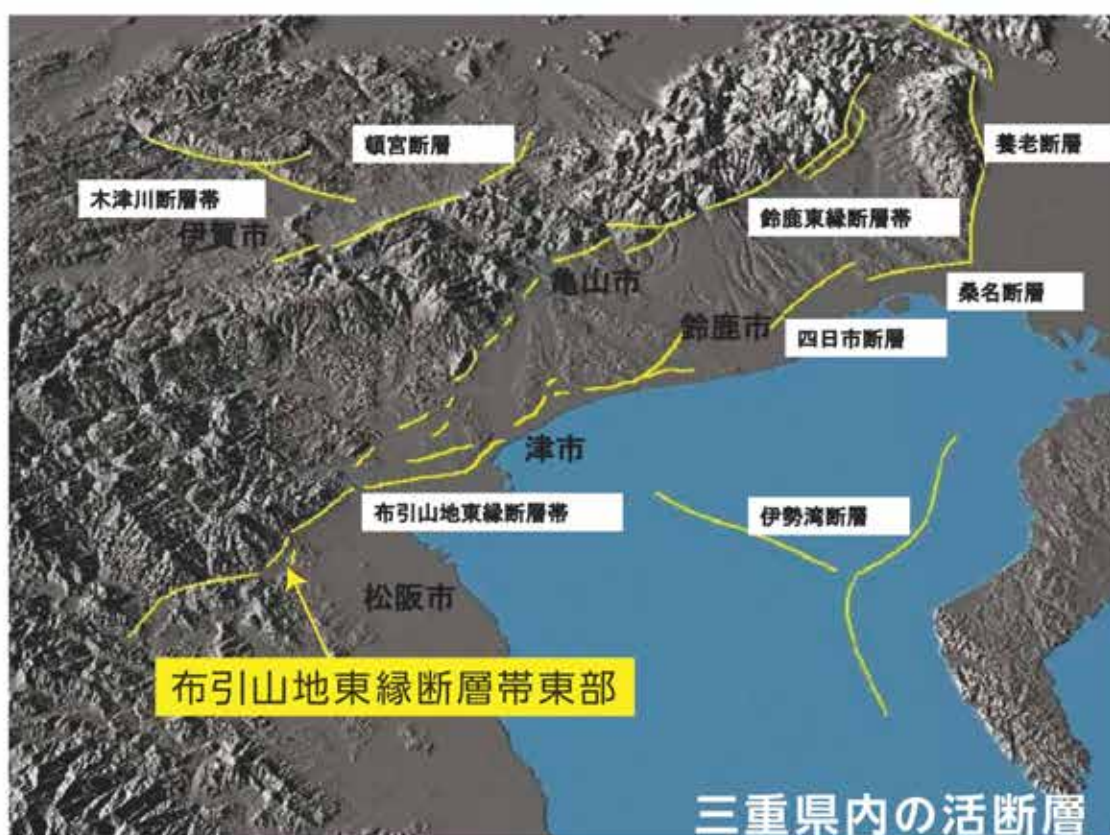 頓宮断層
養老断層
木津川断層帯
伊賀市
鈴鹿東縁断層帯
亀山市
桑名断層
鈴鹿市
四日市断層
津市
布引山地東縁断層帯
伊勢湾断層
松阪市
布引山地東縁断層帯東部
三重県内の活断層